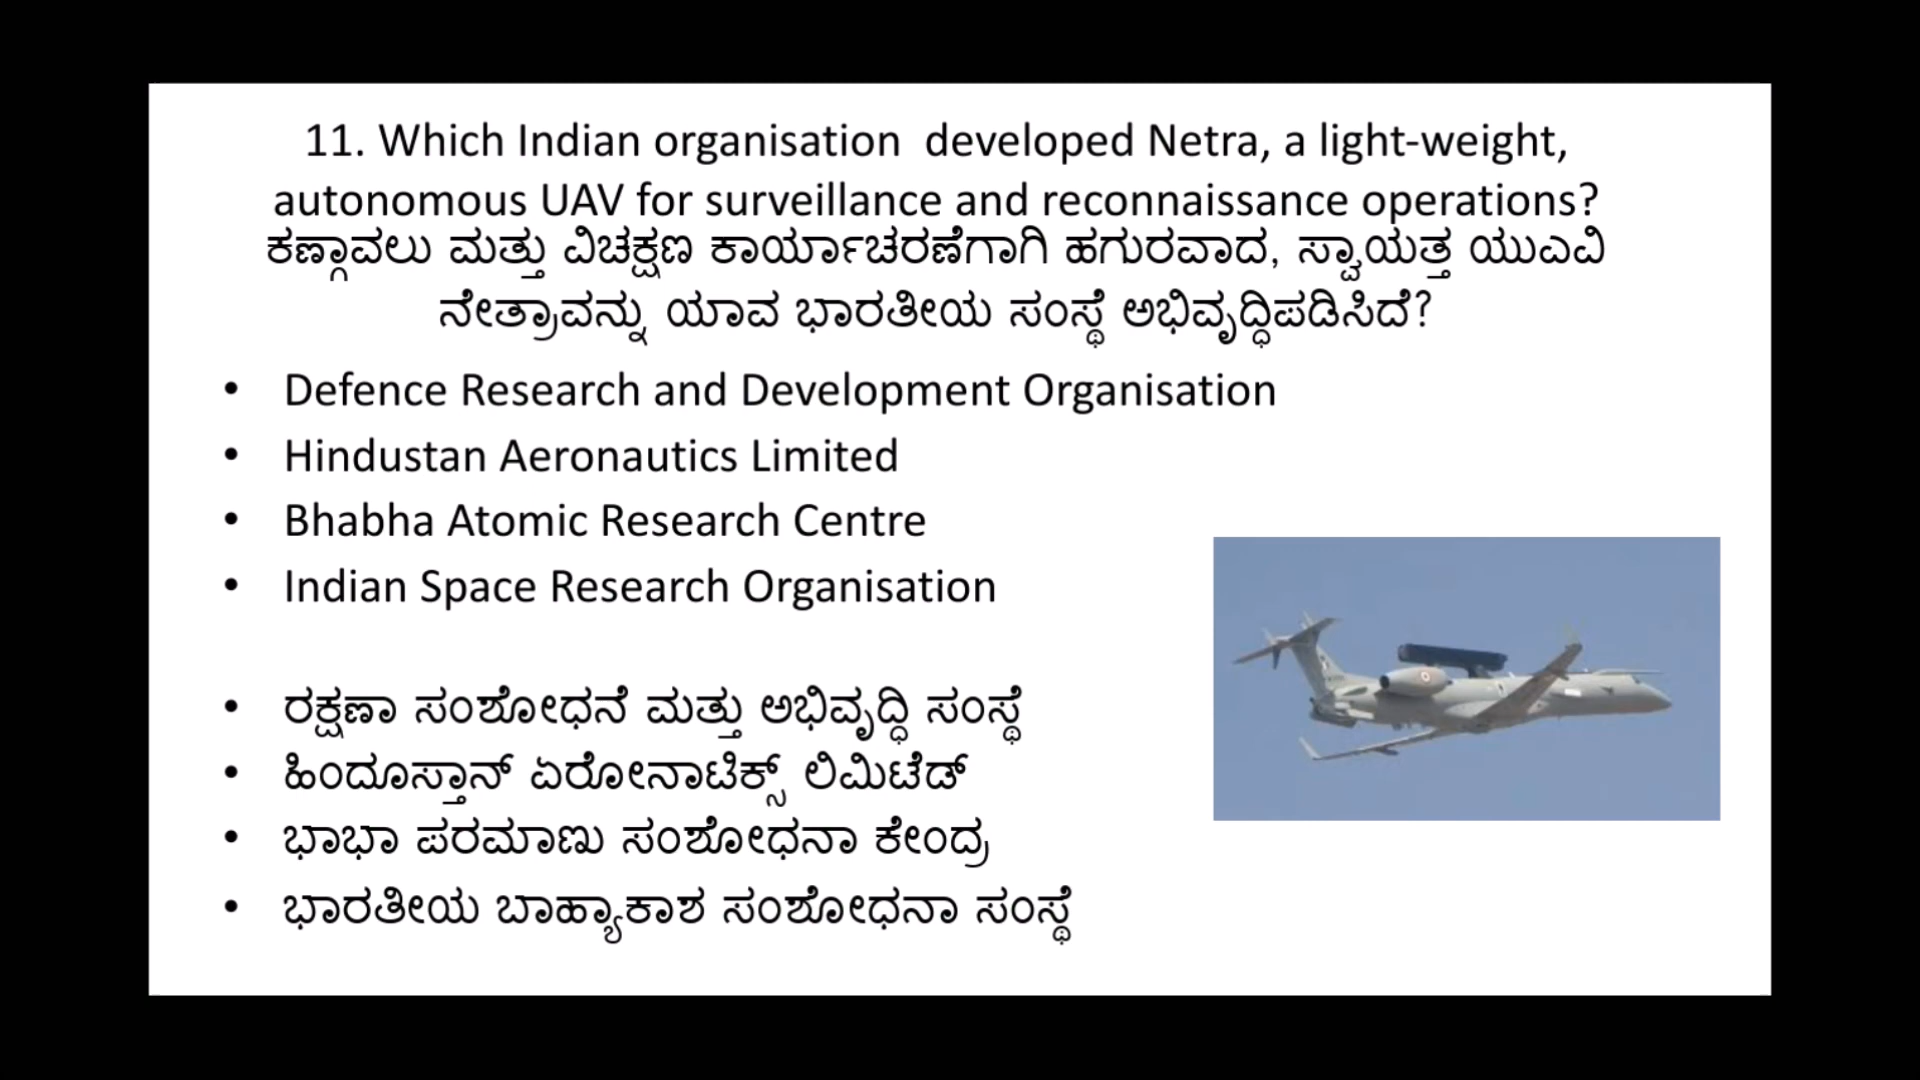 11. Which Indian organisation developed Netra, a light-weight,
autonomous UAV for surveillance and reconnaissance operations?
ಕಣ್ಗಾವಲು ಮತ್ತು ವಿಚಕ್ಷಣ ಕಾರ್ಯಾಚರಣೆಗಾಗಿ ಹಗುರವಾದ, ಸ್ವಾಯತ್ತ ಯುಎವಿ
ನೇತ್ರಾವನ್ನು ಯಾವ ಭಾರತೀಯ ಸಂಸ್ಥೆ ಅಭಿವೃದ್ಧಿಪಡಿಸಿದೆ?
• Defence Research and Development Organisation
• Hindustan Aeronautics Limited
• Bhabha Atomic Research Centre
• Indian Space Research Organisation
• ರಕ್ಷಣಾ ಸಂಶೋಧನೆ ಮತ್ತು ಅಭಿವೃದ್ಧಿ ಸಂಸ್ಥೆ
• ಹಿಂದೂಸ್ತಾನ್ ಏರೋನಾಟಿಕ್ಸ್ ಲಿಮಿಟೆಡ್
• ಭಾಭಾ ಪರಮಾಣು ಸಂಶೋಧನಾ ಕೇಂದ್ರ
• ಭಾರತೀಯ ಬಾಹ್ಯಾಕಾಶ ಸಂಶೋಧನಾ ಸಂಸ್ಥೆ